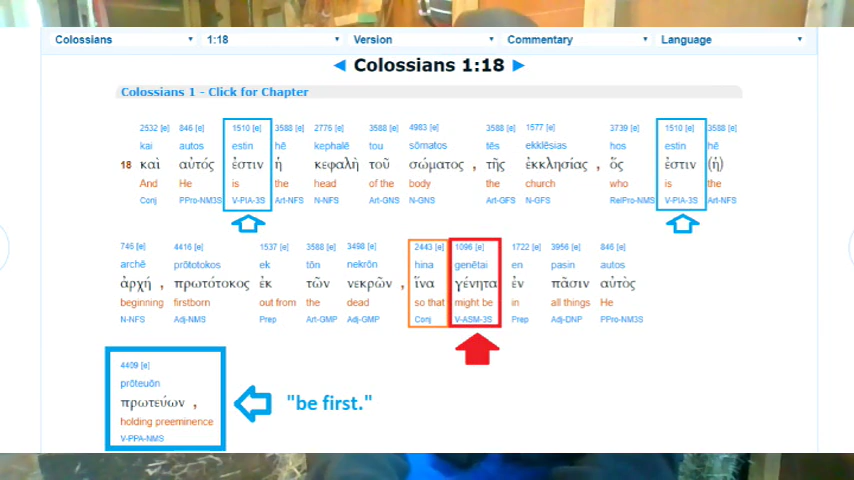 Colossians 1:18 Version Commentary Language
◄ Colossians 1:18 ►
Colossians 1 - Click for Chapter
2532 [e] 846 [e] 1510 [e] 3588 [e] 2776 [e] 3588 [e] 4983 [e] 3588 [e] 1577 [e] 3739 [e] 1510 [e] 3588 [e]
kai autos estin hē kephalē tou sōmatos tēs ekklēsias hos estin hē
18 καὶ αὐτός ἐστιν ἡ κεφαλὴ τοῦ σώματος , τῆς ἐκκλησίας , ὅς ἐστιν (ἡ)
And He is the head of the body the church who is the
Conj PPro-NM3S V-PIA-3S Art-NFS N-NFS Art-GNS N-GNS Art-GFS N-GFS RelPro-NMS V-PIA-3S Art-NFS
746 [e] 4416 [e] 1537 [e] 3588 [e] 3498 [e] 2443 [e] 1096 [e] 1722 [e] 3956 [e] 846 [e]
archē prōtotokos ek tōn nekrōn hina genētai en pasin autos
ἀρχή , πρωτότοκος ἐκ τῶν νεκρῶν , ἵνα γένητα ἐν πᾶσιν αὐτὸς
beginning firstborn out from the dead so that might be in all things He
N-NFS Adj-NMS Prep Art-GMP Adj-GMP Conj V-ASM-3S Prep Adj-DNP PPro-NM3S
4409 [e]
prōteuōn
πρωτεύων ,
holding preeminence
V-PPA-NMS
"be first."